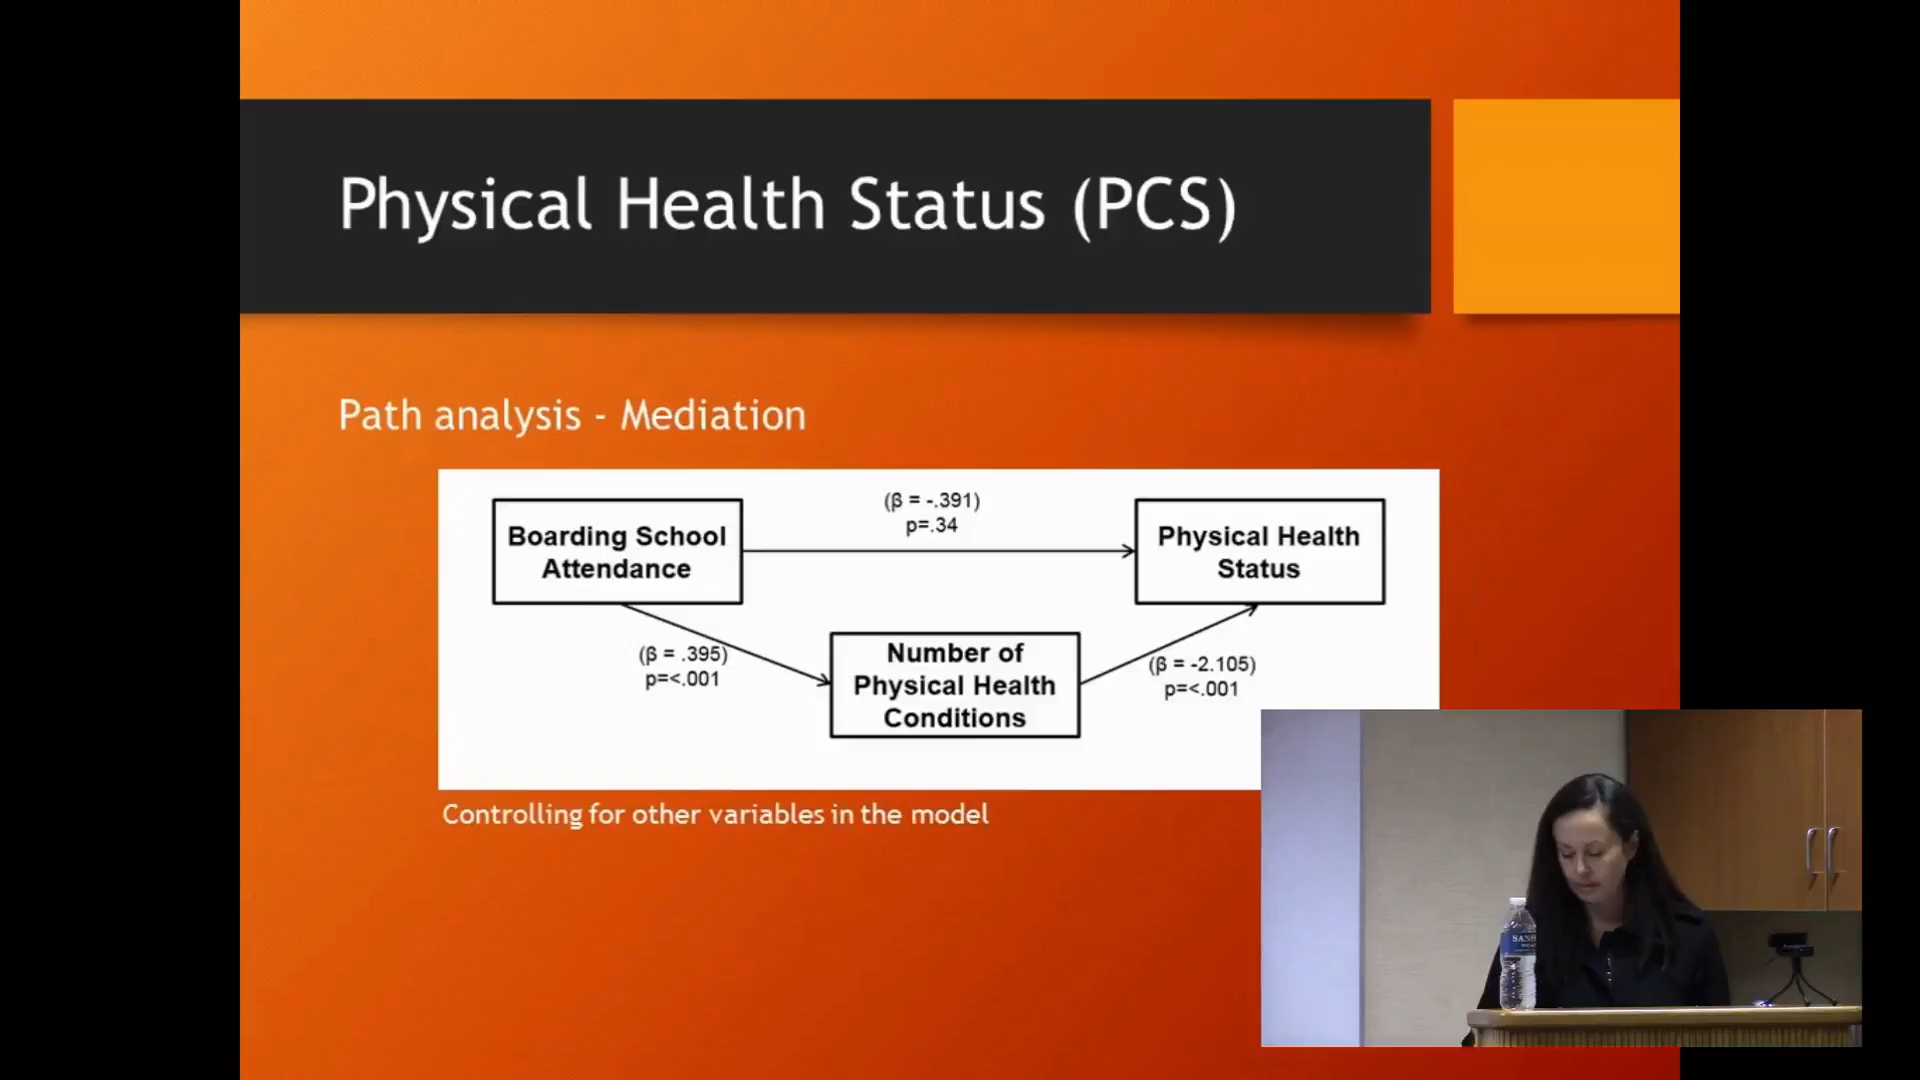 Physical Health Status (PCS)
Path analysis - Mediation
(β = -.391)
p=.34
Boarding School
Attendance
Physical Health
Status
(β = .395)
p=<.001
Number of
Physical Health
Conditions
(β = -2.105)
p=<.001
Controlling for other variables in the model